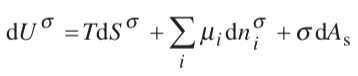 dU^σ = TdS^σ + ∑_i μ_i dn_i^σ + σdA_s